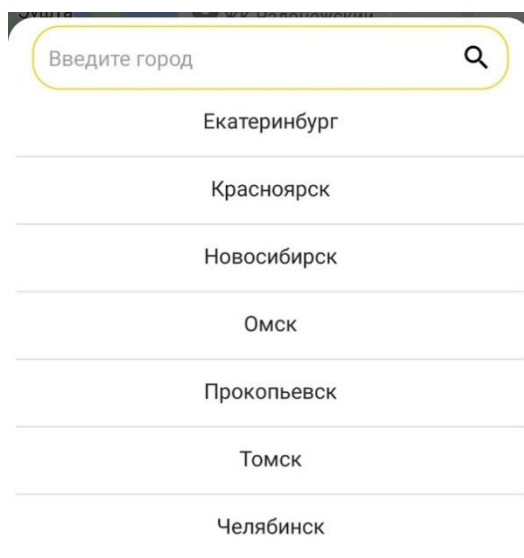 Введите город
Екатеринбург
Красноярск
Новосибирск
Омск
Прокопьевск
Томск
Челябинск